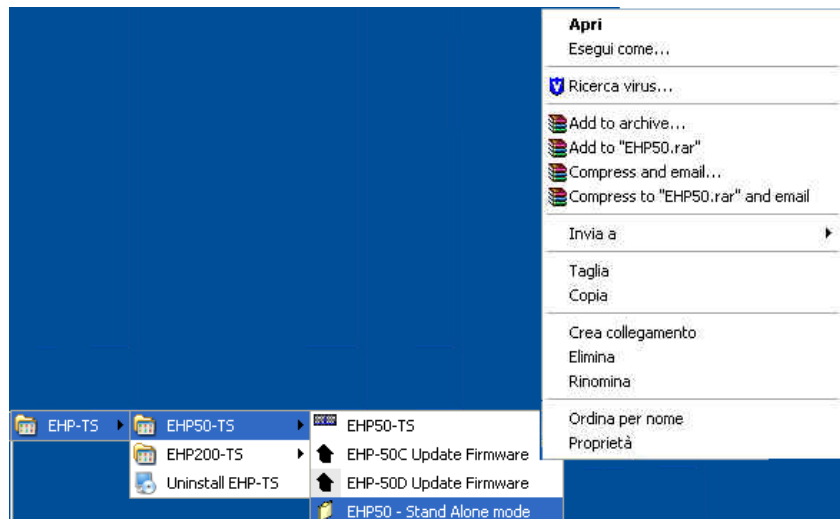 Apri
Esegui come...
Ricerca virus...
Add to archive...
Add to "EHP50.rar"
Compress and email...
Compress to "EHP50.rar" and email
Invia a
Taglia
Copia
Crea collegamento
Elimina
Rinomina
Ordina per nome
Proprietà
EHP-TS
EHP50-TS
EHP200-TS
Uninstall EHP-TS
EHP50-TS
EHP-50C Update Firmware
EHP-50D Update Firmware
EHP50 - Stand Alone mode